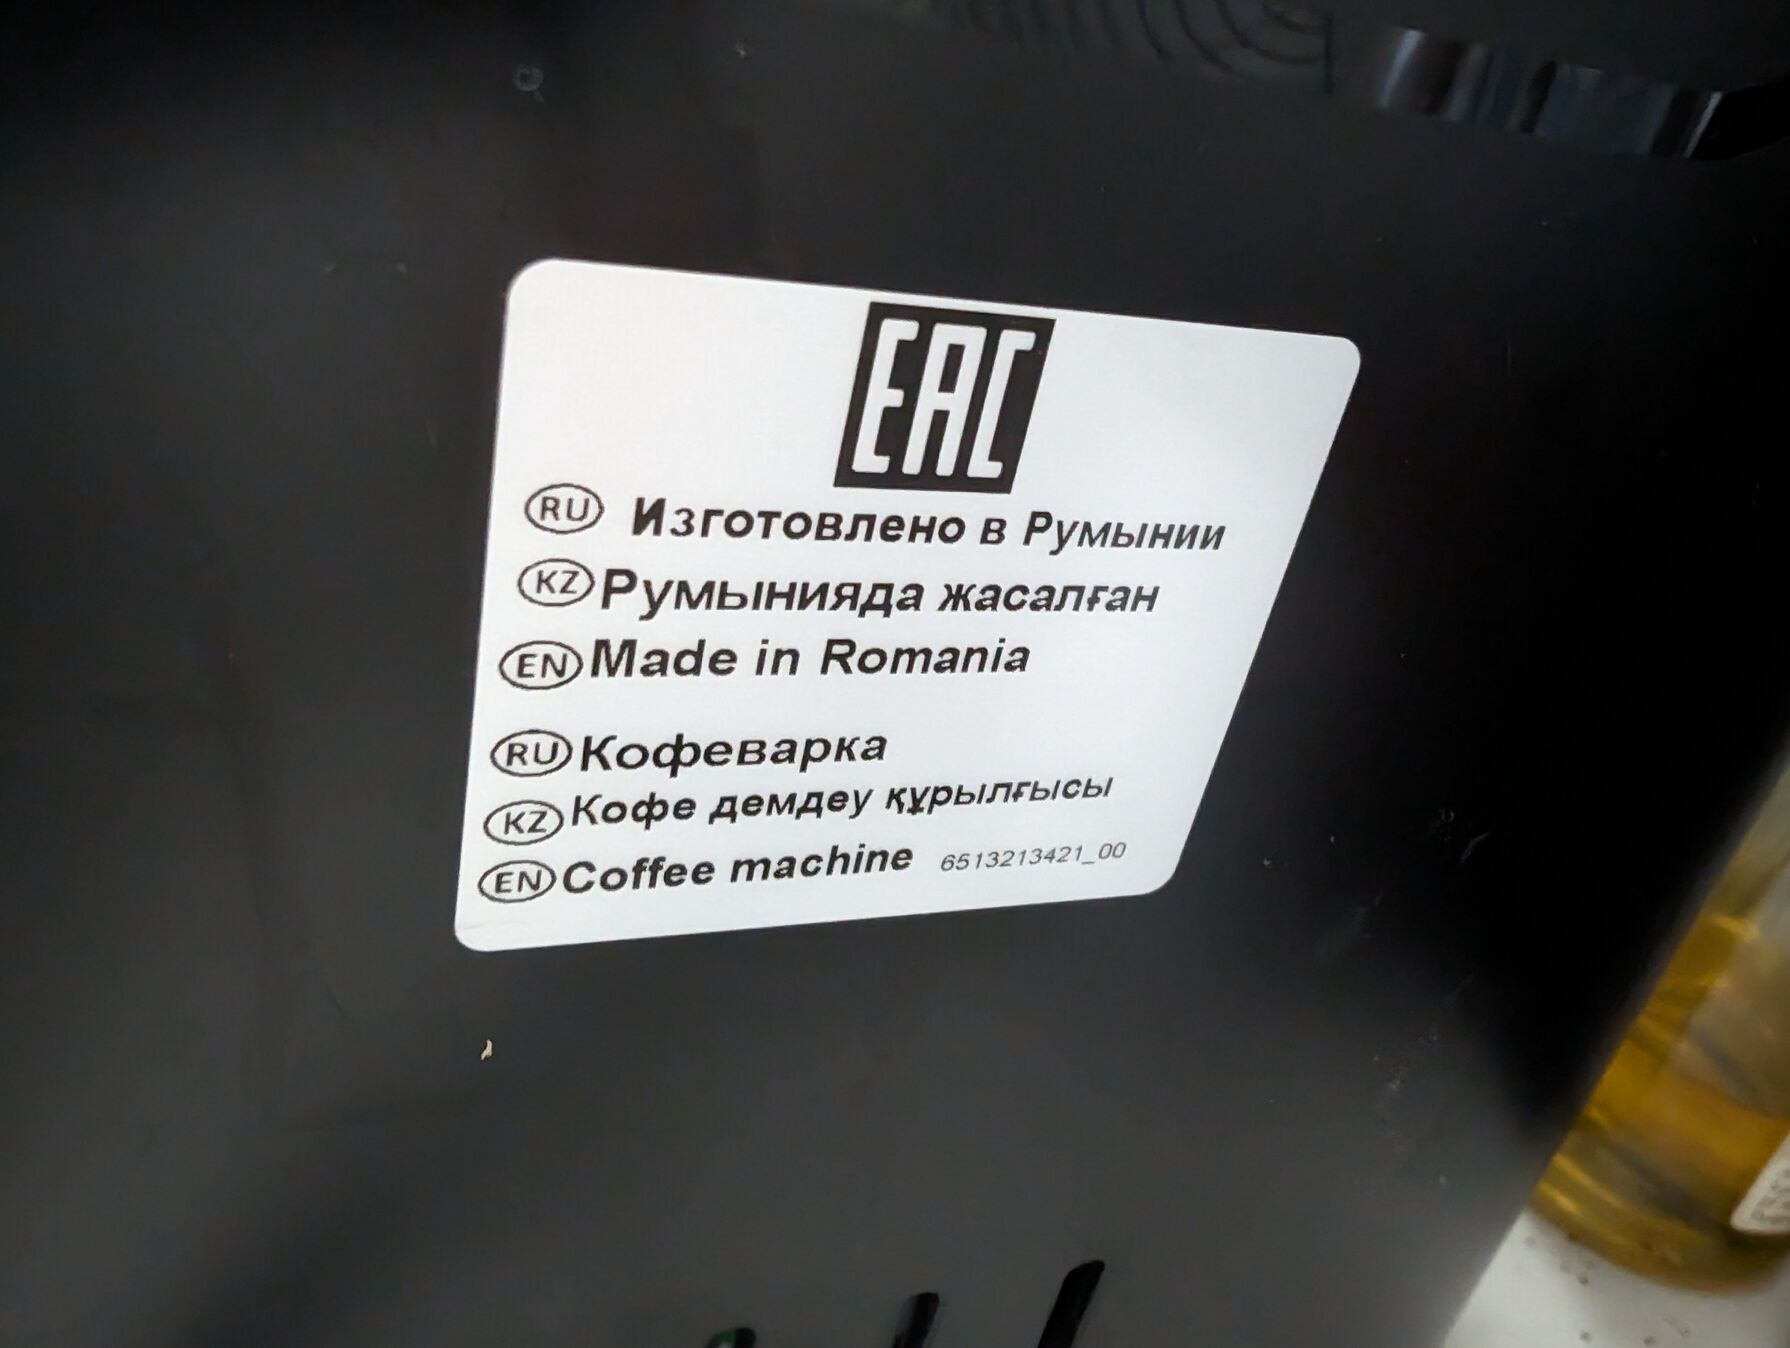 EAC
RU Изготовлено в Румынии
KZ Румынияда жасалған
EN Made in Romania
RU Кофеварка
KZ Кофе демдеу құрылғысы
EN Coffee machine 6513213421_00